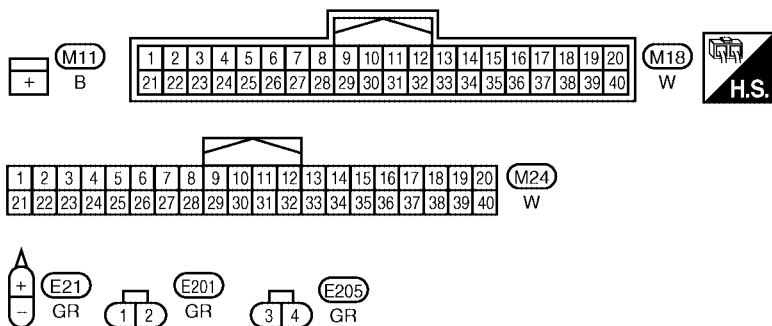 M11
B
+
1 2 3 4 5 6 7 8 9 10 11 12 13 14 15 16 17 18 19 20
21 22 23 24 25 26 27 28 29 30 31 32 33 34 35 36 37 38 39 40
M18
W
H.S.
1 2 3 4 5 6 7 8 9 10 11 12 13 14 15 16 17 18 19 20
21 22 23 24 25 26 27 28 29 30 31 32 33 34 35 36 37 38 39 40
M24
W
+
−
E21
GR
1 2
E201
GR
3 4
E205
GR